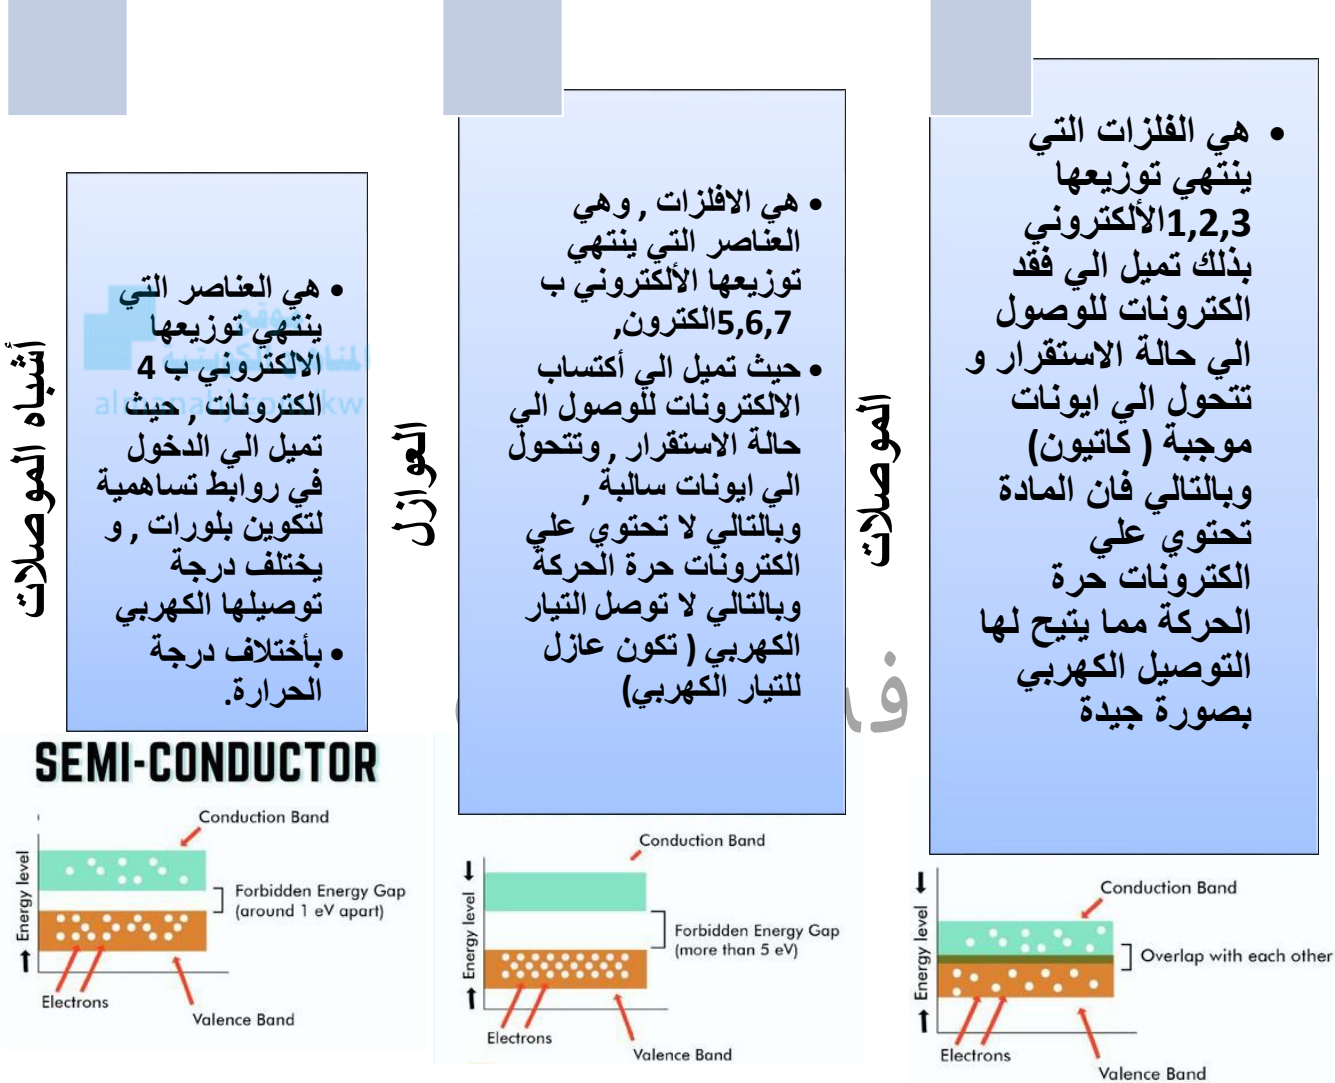 الموصلات
• هي الفلزات التي
ينتهي توزيعها
الألكتروني 1,2,3
بذلك تميل الي فقد
الكترونات للوصول
الي حالة الاستقرار و
تتحول الي ايونات
موجبة ( كاتيون)
وبالتالي فان المادة
تحتوي علي
الكترونات حرة
الحركة مما يتيح لها
التوصيل الكهربي
بصورة جيدة
العوازل
• هي الافلزات , وهي
العناصر التي ينتهي
توزيعها الألكتروني ب
5,6,7الكترون,
• حيث تميل الي أكتساب
الالكترونات للوصول الي
حالة الاستقرار , وتتحول
الي ايونات سالبة ,
وبالتالي لا تحتوي علي
الكترونات حرة الحركة
وبالتالي لا توصل التيار
الكهربي ( تكون عازل
للتيار الكهربي)
أشباه الموصلات
• هي العناصر التي
ينتهي توزيعها
الالكتروني ب 4
الكترونات , حيث
تميل الي الدخول
في روابط تساهمية
لتكوين بلورات , و
يختلف درجة
توصيلها الكهربي
• بأختلاف درجة
الحرارة.
موقع
المناهج الكويتية
SEMI-CONDUCTOR
Conduction Band
Forbidden Energy Gap
(around 1 eV apart)
Energy level
Electrons
Valence Band
Conduction Band
Forbidden Energy Gap
(more than 5 eV)
Energy level
Electrons
Valence Band
Conduction Band
Overlap with each other
Energy level
Electrons
Valence Band